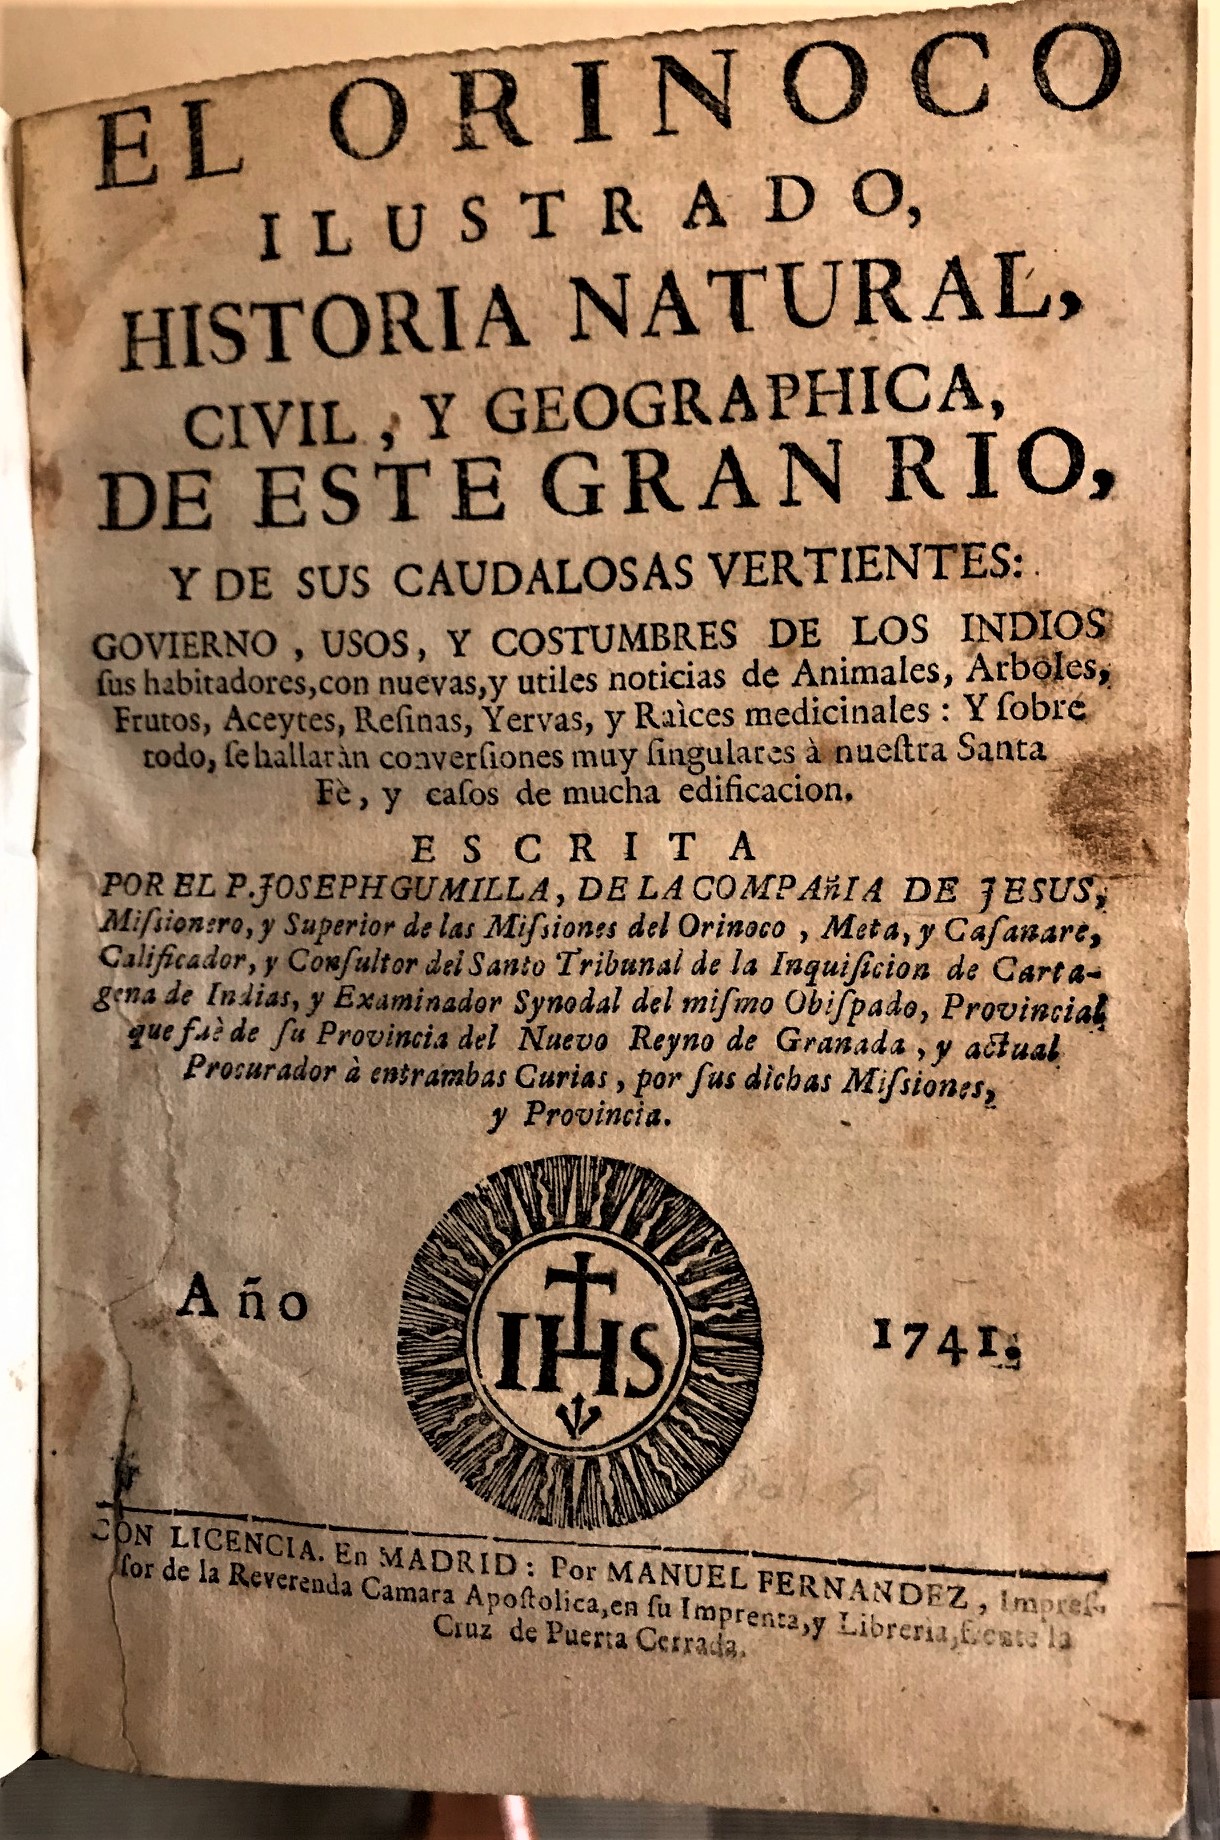 EL ORINOCO
ILUSTRADO,
HISTORIA NATURAL,
CIVIL, Y GEOGRAPHICA,
DE ESTE GRAN RIO,
Y DE SUS CAUDALOSAS VERTIENTES:
GOVIERNO, USOS, Y COSTUMBRES DE LOS INDIOS
ſus habitadores, con nuevas, y utiles noticias de Animales, Arboles,
Frutos, Aceytes, Reſinas, Yervas, y Raìces medicinales: Y ſobre
todo, ſe hallaràn converſiones muy ſingulares à nueſtra Santa
Fè, y caſos de mucha edificacion.
ESCRITA
POR EL P. JOSEPH GUMILLA, DE LA COMPAñIA DE JESUS,
Miſsionero, y Superior de las Miſsiones del Orinoco, Meta, y Caſanare,
Calificador, y Conſultor del Santo Tribunal de la Inquiſicion de Carta-
gena de Indias, y Examinador Synodal del miſmo Obiſpado, Provincial
que fuè de ſu Provincia del Nuevo Reyno de Granada, y actual
Procurador à entrambas Curias, por ſus dichas Miſsiones,
y Provincia.
IHS
Año 1741.
CON LICENCIA. En MADRID: Por MANUEL FERNANDEZ, Impreſ-
ſor de la Reverenda Camara Apoſtolica, en ſu Imprenta, y Librerìa, frente la
Cruz de Puerta Cerrada.